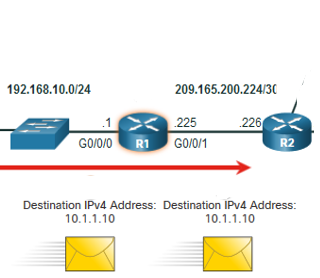 192.168.10.0/24
209.165.200.224/30
.1
.225
.226
G0/0/0
R1
G0/0/1
R2
Destination IPv4 Address:
10.1.1.10
Destination IPv4 Address:
10.1.1.10